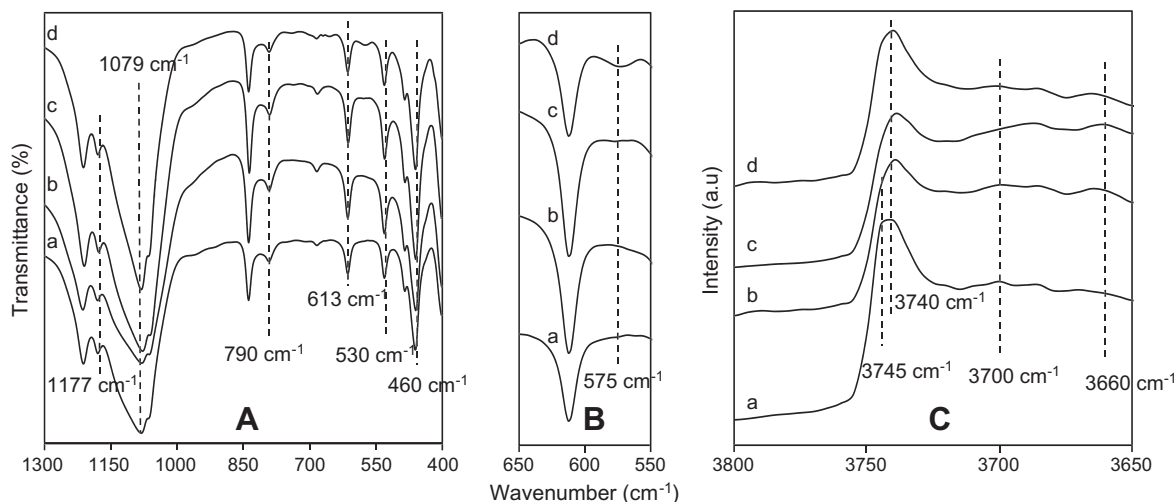 Transmittance (%)
d
c
b
a
1079 cm-1
1177 cm-1
790 cm-1
613 cm-1
530 cm-1
460 cm-1
A
1300 1150 1000 850 700 550 400
d
c
b
a
575 cm-1
B
650 600 550
Wavenumber (cm-1)
Intensity (a.u)
d
c
b
a
3740 cm-1
3745 cm-1
3700 cm-1
3660 cm-1
C
3800 3750 3700 3650